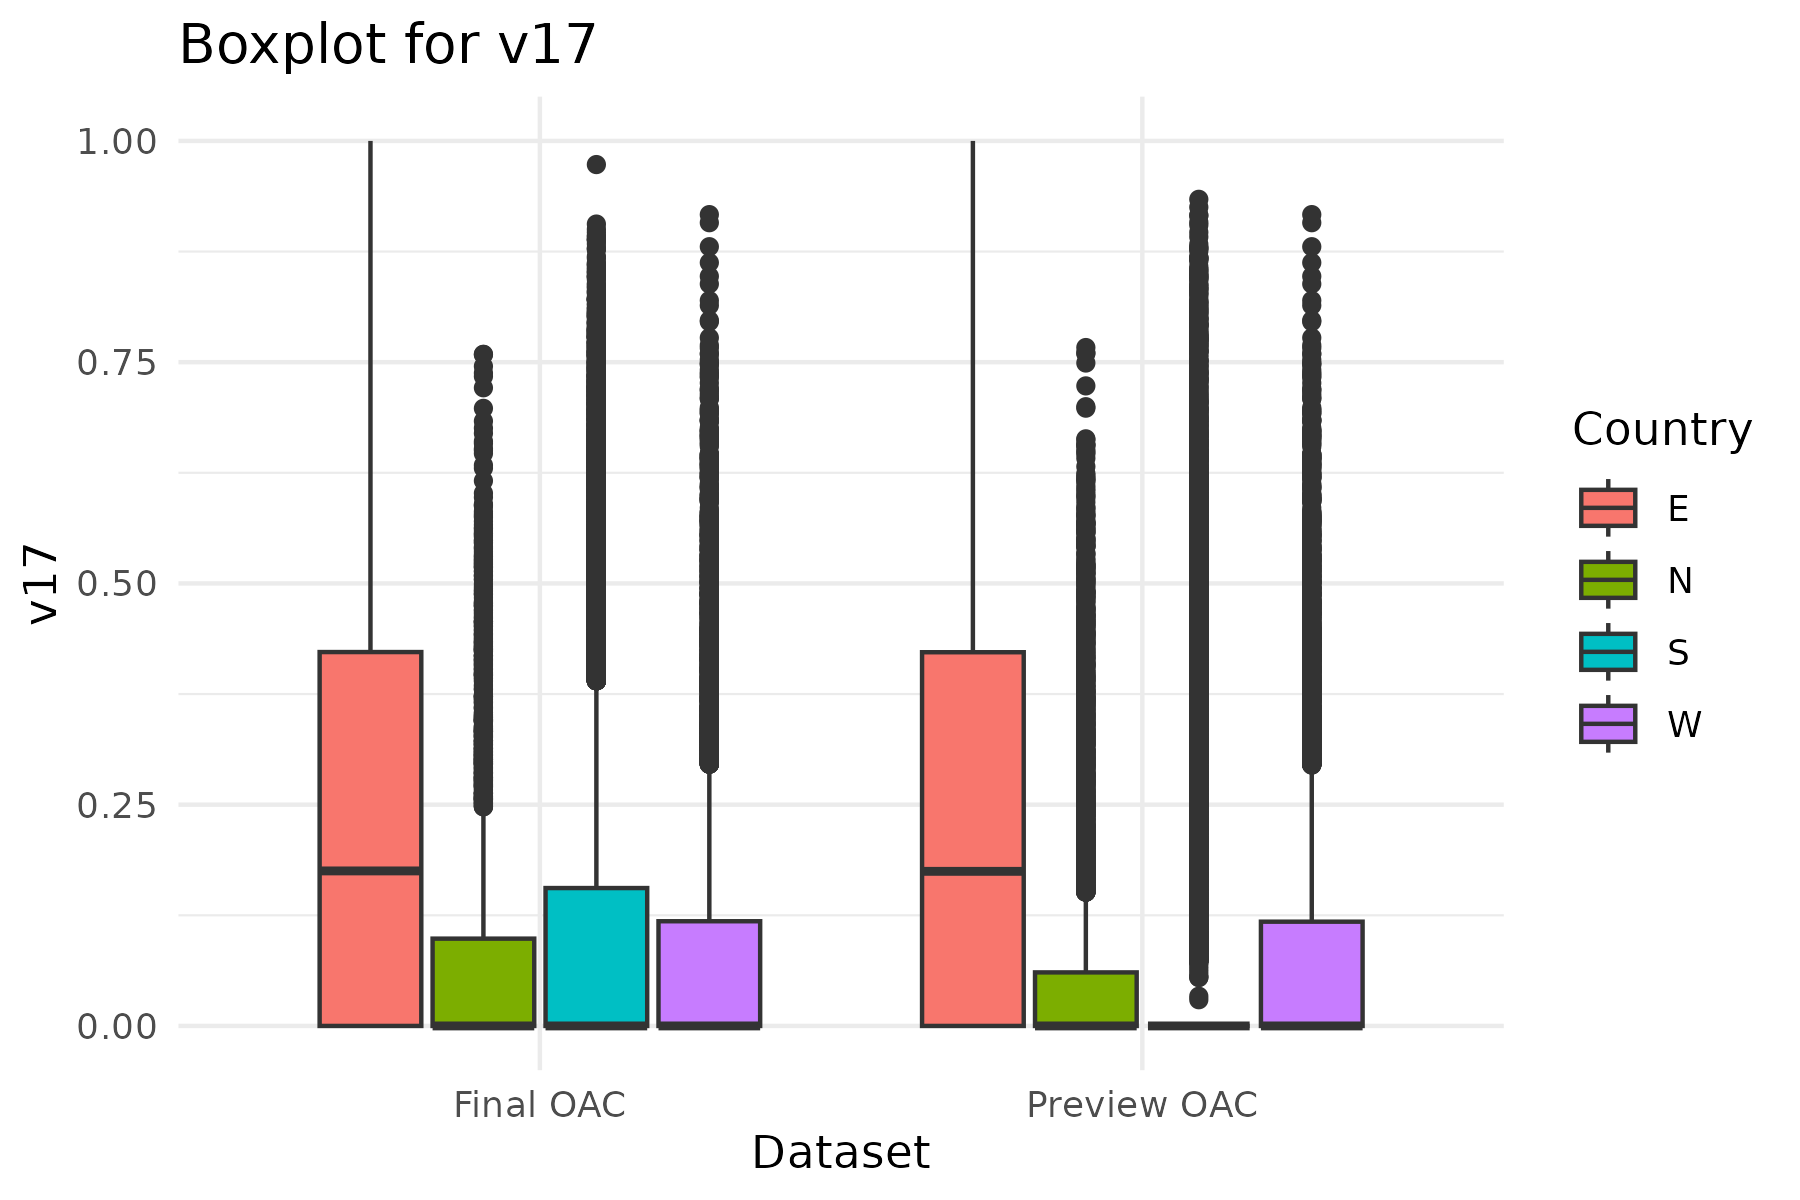 Boxplot for v17
1.00
0.75
0.50
0.25
0.00
v17
Final OAC
Preview OAC
Dataset
Country
E
N
S
W